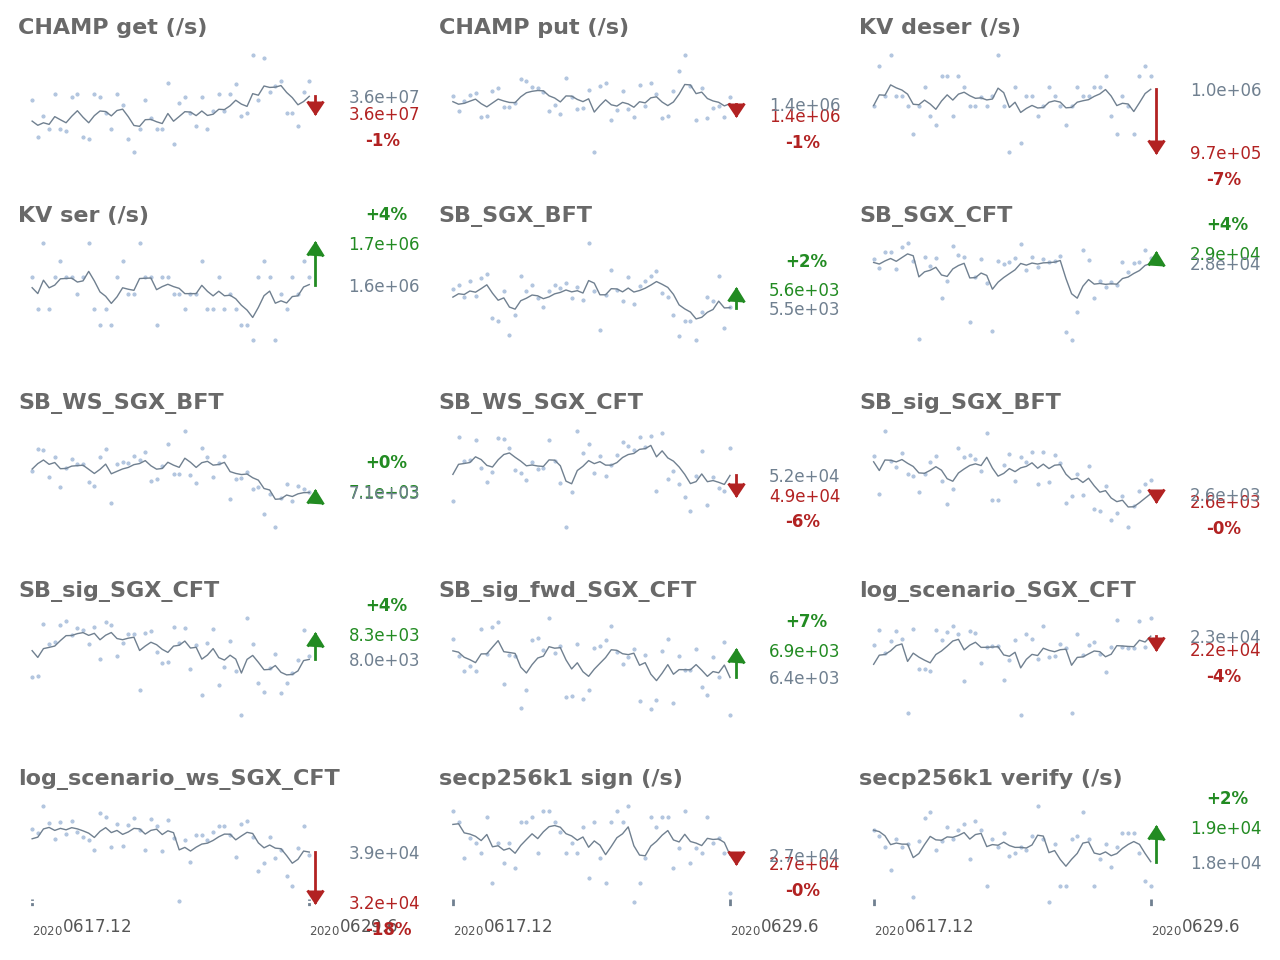 CHAMP get (/s)
3.6e+07
3.6e+07
-1%
CHAMP put (/s)
1.4e+06
1.4e+06
-1%
KV deser (/s)
1.0e+06
9.7e+05
-7%
KV ser (/s)
+4%
1.7e+06
1.6e+06
SB_SGX_BFT
+2%
5.6e+03
5.5e+03
SB_SGX_CFT
+4%
2.9e+04
2.8e+04
SB_WS_SGX_BFT
+0%
7.1e+03
7.1e+03
SB_WS_SGX_CFT
5.2e+04
4.9e+04
-6%
SB_sig_SGX_BFT
2.6e+03
2.6e+03
-0%
SB_sig_SGX_CFT
+4%
8.3e+03
8.0e+03
SB_sig_fwd_SGX_CFT
+7%
6.9e+03
6.4e+03
log_scenario_SGX_CFT
2.3e+04
2.2e+04
-4%
log_scenario_ws_SGX_CFT
3.9e+04
3.2e+04
-18%
2020 0617.12
2020 0629.6
secp256k1 sign (/s)
2.7e+04
2.7e+04
-0%
2020 0617.12
2020 0629.6
secp256k1 verify (/s)
+2%
1.9e+04
1.8e+04
2020 0617.12
2020 0629.6